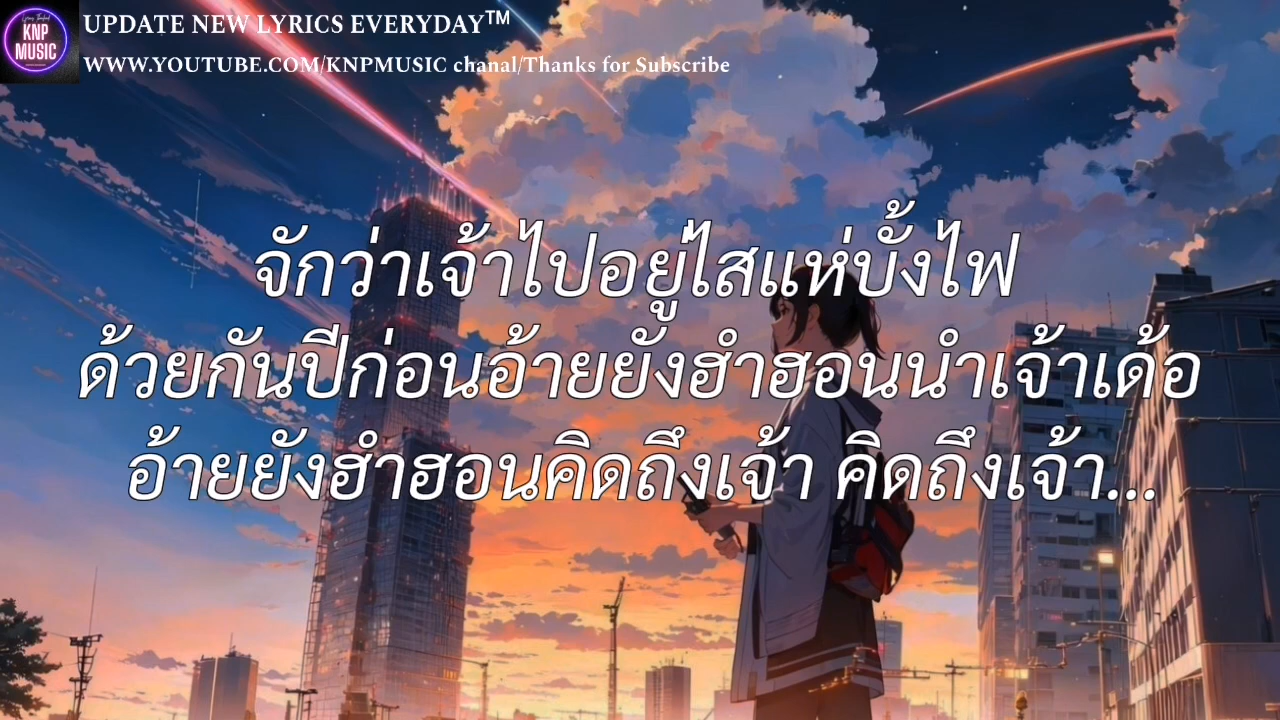 KNP
MUSIC
UPDATE NEW LYRICS EVERYDAY™
WWW.YOUTUBE.COM/KNPMUSIC chanal/Thanks for Subscribe
จักว่าเจ้าไปอยู่ไสแห่บั้งไฟ
ด้วยกันปีก่อนอ้ายยังฮำฮอนนำเจ้าเด้อ
อ้ายยังฮำฮอนคิดถึงเจ้า คิดถึงเจ้า...